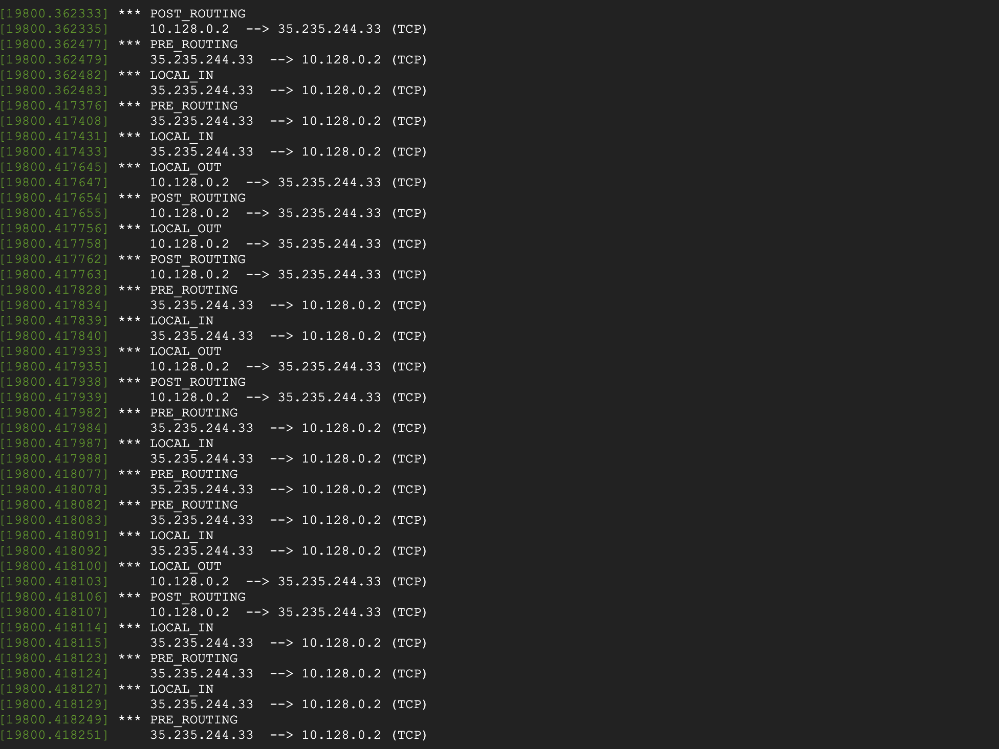 [19800.362333] *** POST_ROUTING
[19800.362335]     10.128.0.2  --> 35.235.244.33 (TCP)
[19800.362477] *** PRE_ROUTING
[19800.362479]     35.235.244.33  --> 10.128.0.2 (TCP)
[19800.362482] *** LOCAL_IN
[19800.362483]     35.235.244.33  --> 10.128.0.2 (TCP)
[19800.417376] *** PRE_ROUTING
[19800.417408]     35.235.244.33  --> 10.128.0.2 (TCP)
[19800.417431] *** LOCAL_IN
[19800.417433]     35.235.244.33  --> 10.128.0.2 (TCP)
[19800.417645] *** LOCAL_OUT
[19800.417647]     10.128.0.2  --> 35.235.244.33 (TCP)
[19800.417654] *** POST_ROUTING
[19800.417655]     10.128.0.2  --> 35.235.244.33 (TCP)
[19800.417756] *** LOCAL_OUT
[19800.417758]     10.128.0.2  --> 35.235.244.33 (TCP)
[19800.417762] *** POST_ROUTING
[19800.417763]     10.128.0.2  --> 35.235.244.33 (TCP)
[19800.417828] *** PRE_ROUTING
[19800.417834]     35.235.244.33  --> 10.128.0.2 (TCP)
[19800.417839] *** LOCAL_IN
[19800.417840]     35.235.244.33  --> 10.128.0.2 (TCP)
[19800.417933] *** LOCAL_OUT
[19800.417935]     10.128.0.2  --> 35.235.244.33 (TCP)
[19800.417938] *** POST_ROUTING
[19800.417939]     10.128.0.2  --> 35.235.244.33 (TCP)
[19800.417982] *** PRE_ROUTING
[19800.417984]     35.235.244.33  --> 10.128.0.2 (TCP)
[19800.417987] *** LOCAL_IN
[19800.417988]     35.235.244.33  --> 10.128.0.2 (TCP)
[19800.418077] *** PRE_ROUTING
[19800.418078]     35.235.244.33  --> 10.128.0.2 (TCP)
[19800.418082] *** PRE_ROUTING
[19800.418083]     35.235.244.33  --> 10.128.0.2 (TCP)
[19800.418091] *** LOCAL_IN
[19800.418092]     35.235.244.33  --> 10.128.0.2 (TCP)
[19800.418100] *** LOCAL_OUT
[19800.418103]     10.128.0.2  --> 35.235.244.33 (TCP)
[19800.418106] *** POST_ROUTING
[19800.418107]     10.128.0.2  --> 35.235.244.33 (TCP)
[19800.418114] *** LOCAL_IN
[19800.418115]     35.235.244.33  --> 10.128.0.2 (TCP)
[19800.418123] *** PRE_ROUTING
[19800.418124]     35.235.244.33  --> 10.128.0.2 (TCP)
[19800.418127] *** LOCAL_IN
[19800.418129]     35.235.244.33  --> 10.128.0.2 (TCP)
[19800.418249] *** PRE_ROUTING
[19800.418251]     35.235.244.33  --> 10.128.0.2 (TCP)